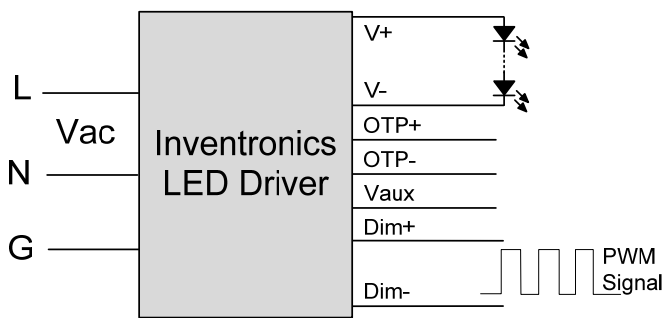 L
Vac
N
G
Inventronics
LED Driver
V+
V-
OTP+
OTP-
Vaux
Dim+
Dim-
PWM
Signal